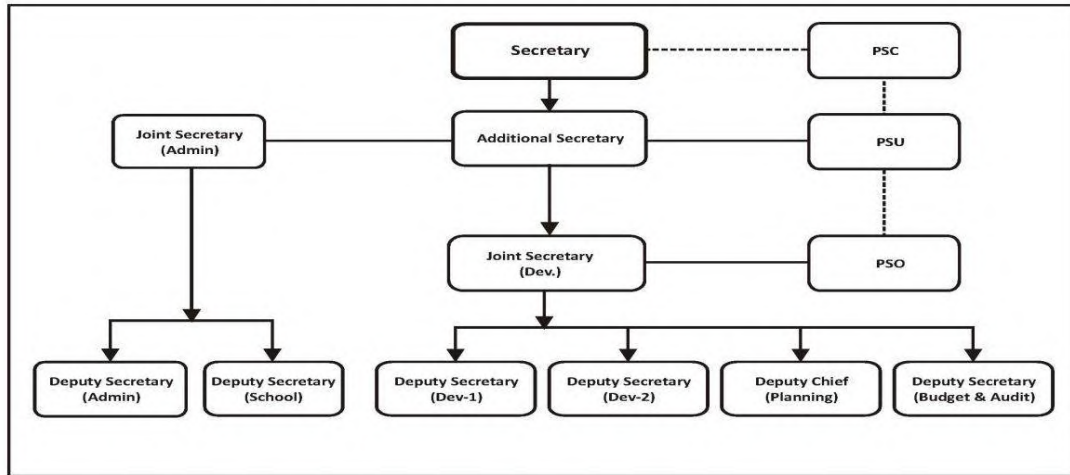 Secretary
PSC
Joint Secretary
(Admin)
Additional Secretary
PSU
Joint Secretary
(Dev.)
PSO
Deputy Secretary
(Admin)
Deputy Secretary
(School)
Deputy Secretary
(Dev-1)
Deputy Secretary
(Dev-2)
Deputy Chief
(Planning)
Deputy Secretary
(Budget & Audit)